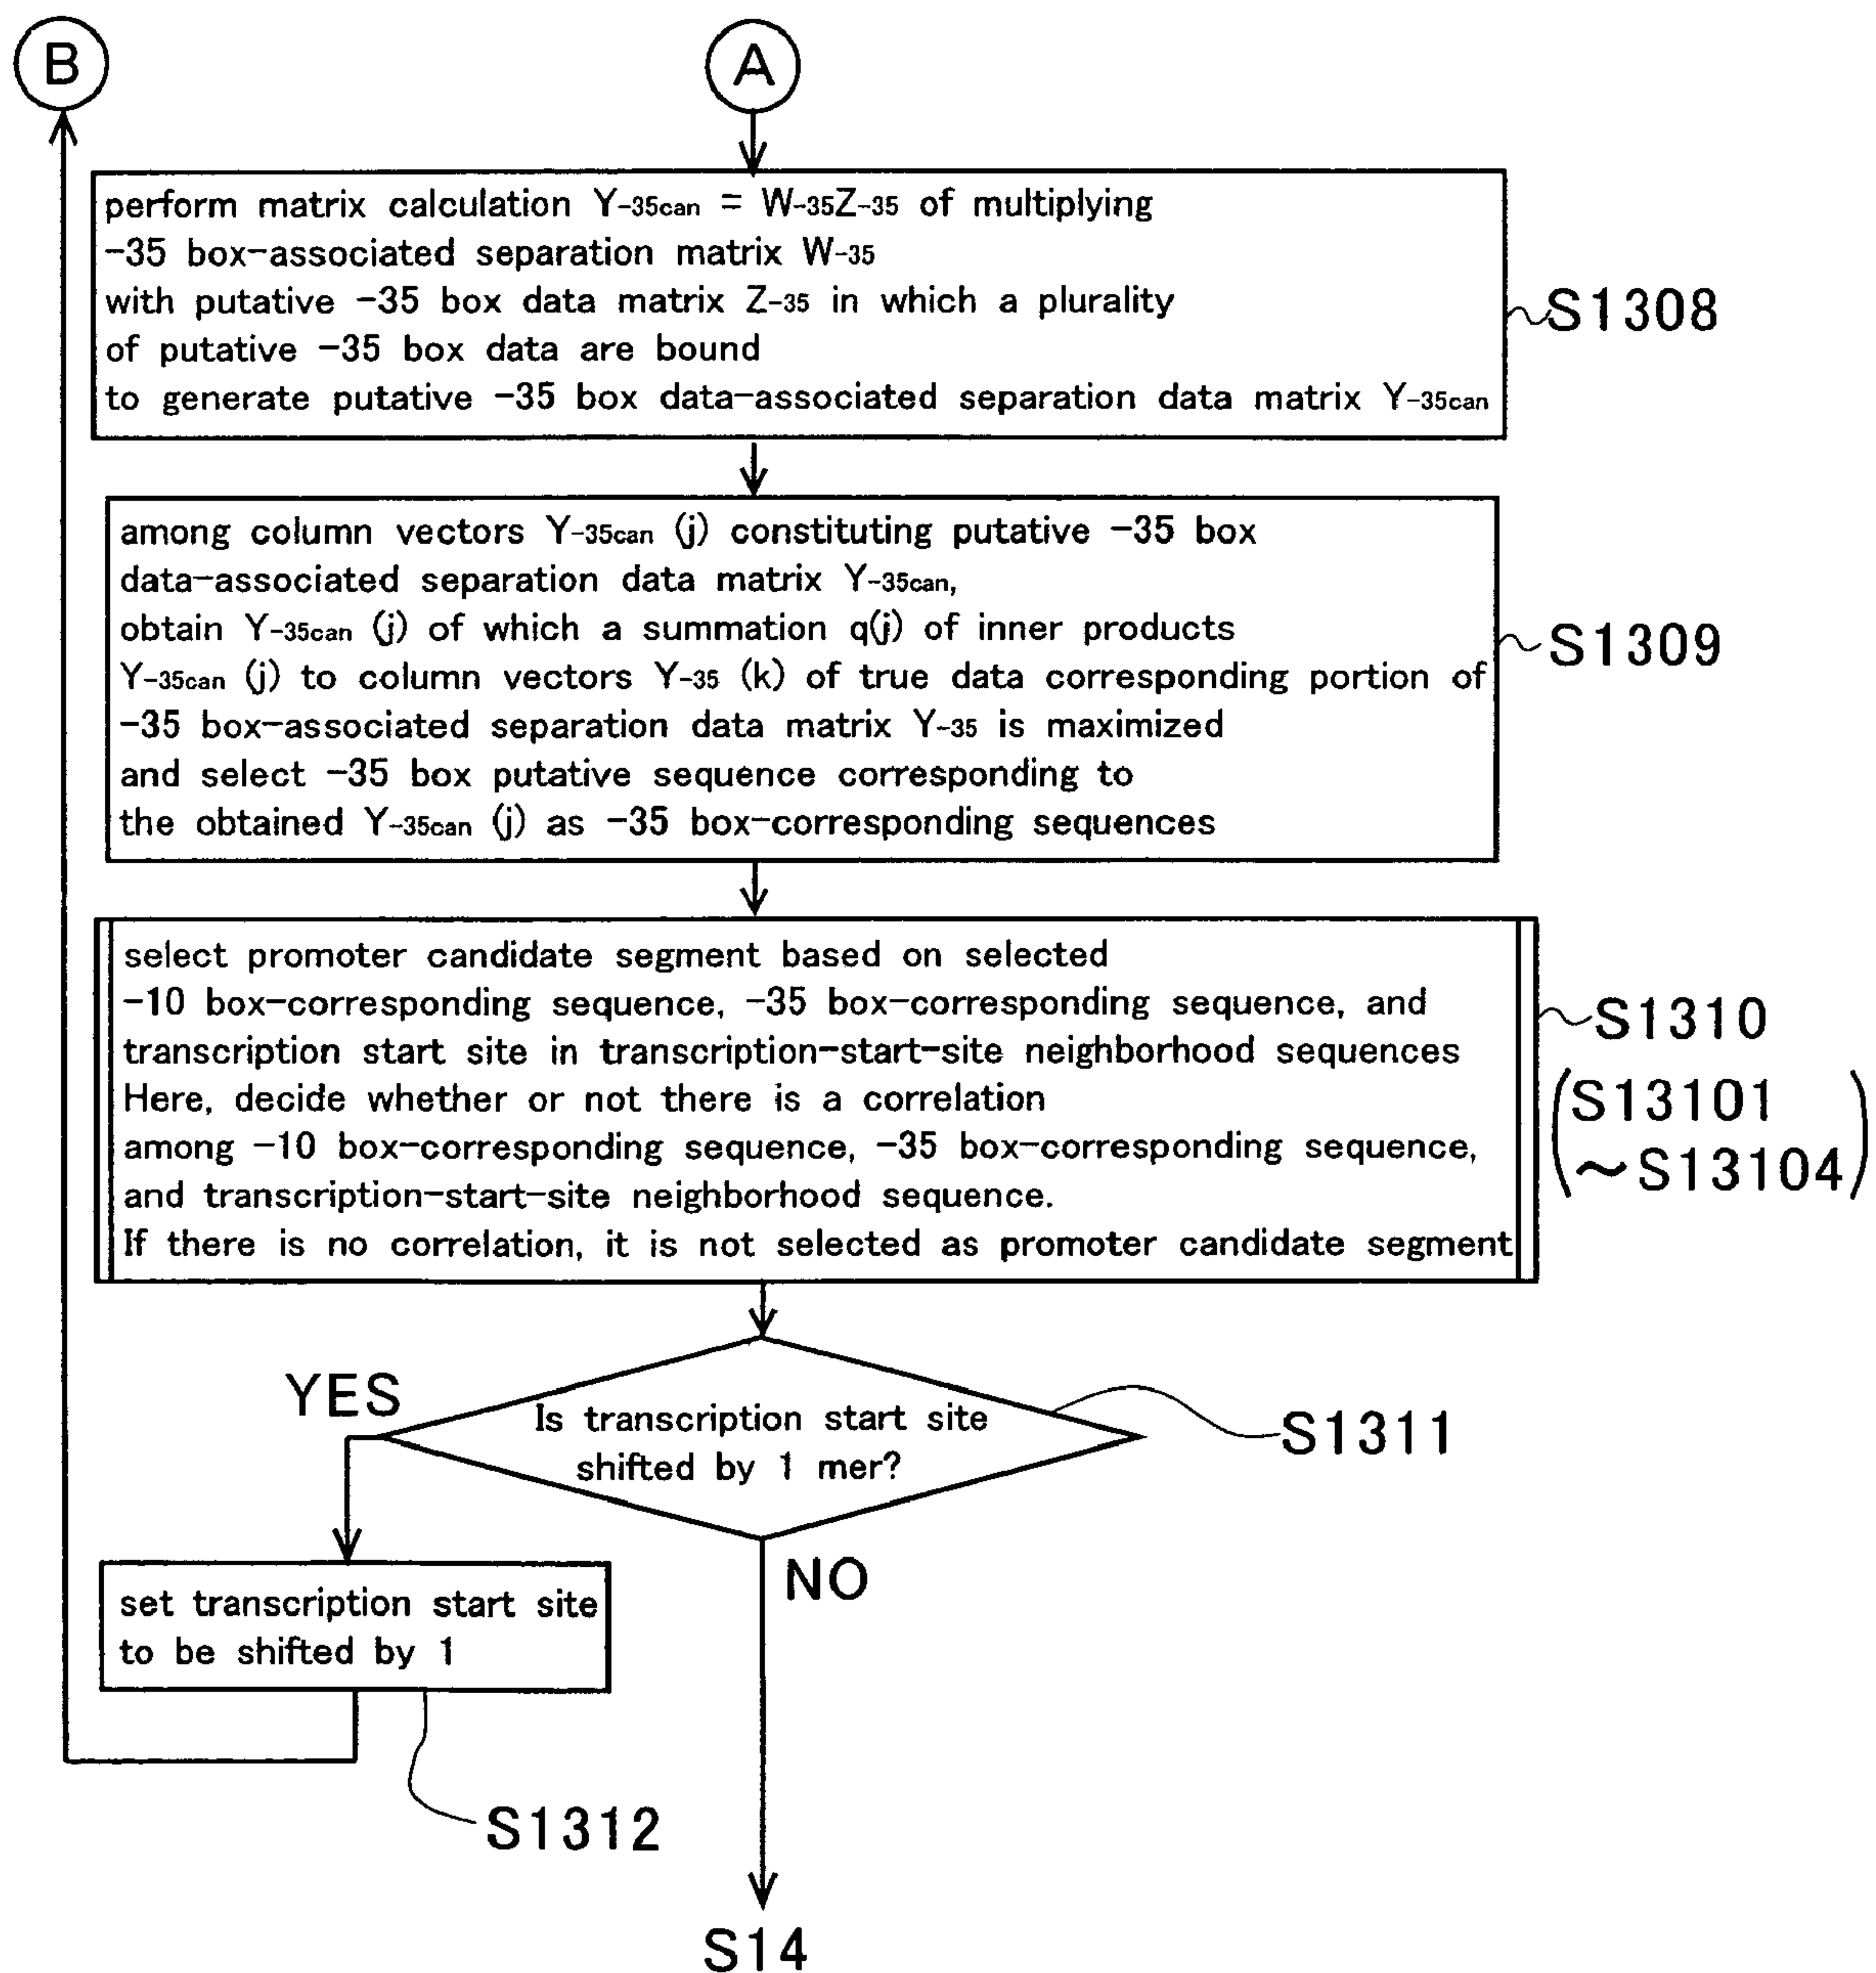 B
A
perform matrix calculation Y-35can = W-35Z-35 of multiplying
-35 box-associated separation matrix W-35
with putative -35 box data matrix Z-35 in which a plurality
of putative -35 box data are bound
to generate putative -35 box data-associated separation data matrix Y-35can
S1308
among column vectors Y-35can (j) constituting putative -35 box
data-associated separation data matrix Y-35can,
obtain Y-35can (j) of which a summation q(j) of inner products
Y-35can (j) to column vectors Y-35 (k) of true data corresponding portion of
-35 box-associated separation data matrix Y-35 is maximized
and select -35 box putative sequence corresponding to
the obtained Y-35can (j) as -35 box-corresponding sequences
S1309
select promoter candidate segment based on selected
-10 box-corresponding sequence, -35 box-corresponding sequence, and
transcription start site in transcription-start-site neighborhood sequences
Here, decide whether or not there is a correlation
among -10 box-corresponding sequence, -35 box-corresponding sequence,
and transcription-start-site neighborhood sequence.
If there is no correlation, it is not selected as promoter candidate segment
S1310
(S13101
~S13104)
YES
Is transcription start site
shifted by 1 mer?
S1311
NO
set transcription start site
to be shifted by 1
S1312
S14